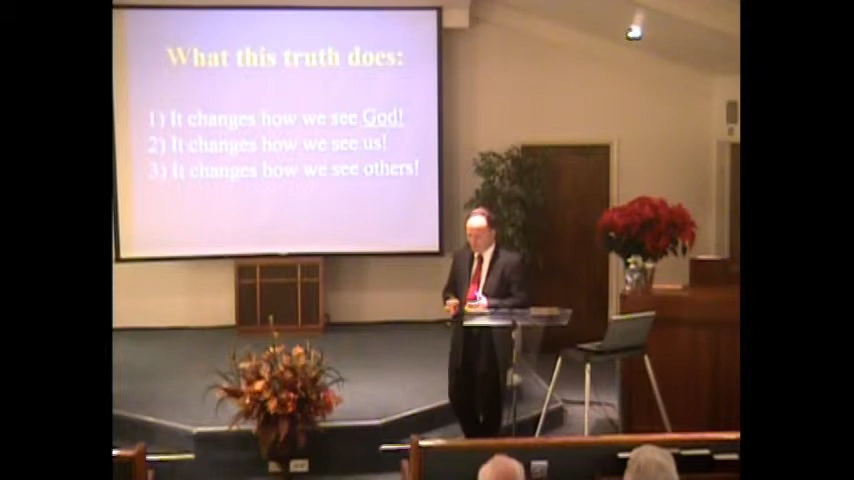 What this truth does:
1) It changes how we see God!
2) It changes how we see us!
3) It changes how we see others!